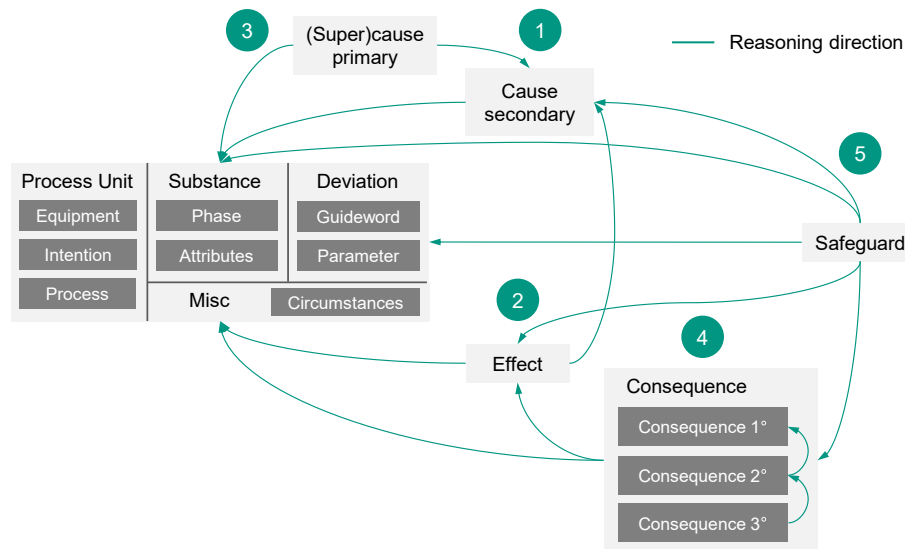 3
(Super)cause
primary
1
Reasoning direction
Cause
secondary
5
Process Unit
Equipment
Intention
Process
Substance
Phase
Attributes
Deviation
Guideword
Parameter
Misc
Circumstances
Safeguard
2
Effect
4
Consequence
Consequence 1°
Consequence 2°
Consequence 3°